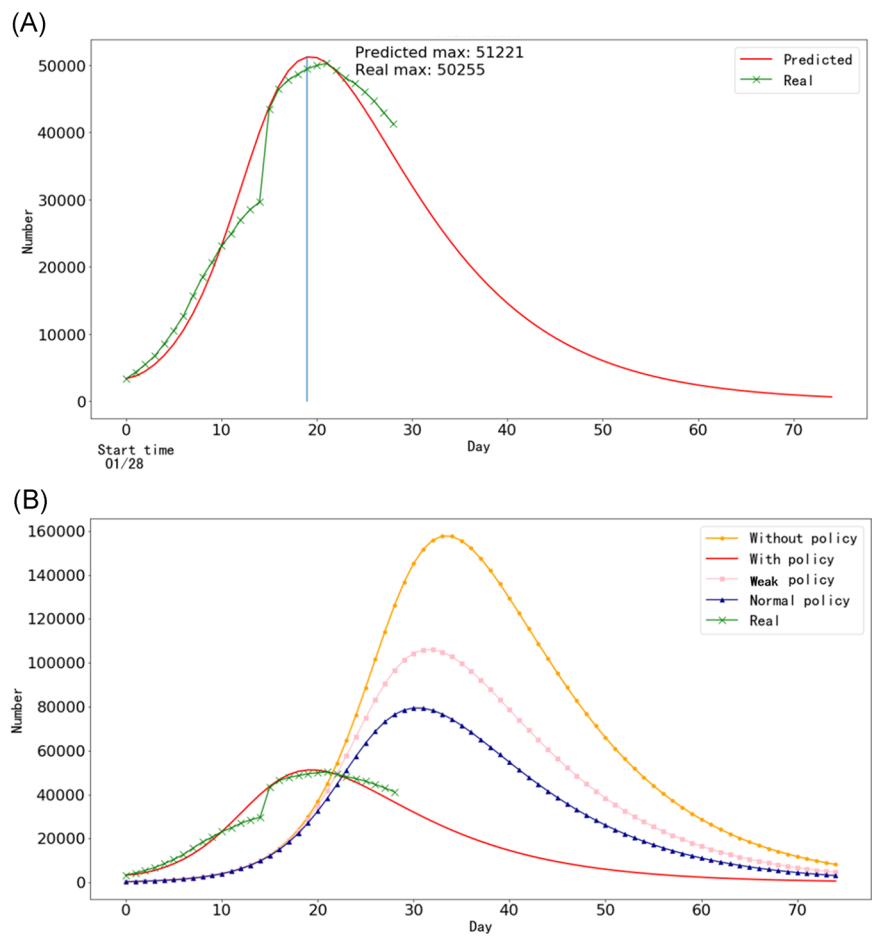 (A)
Predicted max: 51221
Real max: 50255
Predicted
Real
50000
40000
30000
20000
10000
0
Number
0 10 20 30 40 50 60 70
Day
Start time
01/28
(B)
Without policy
With policy
Weak policy
Normal policy
Real
160000
140000
120000
100000
80000
60000
40000
20000
0
Number
0 10 20 30 40 50 60 70
Day